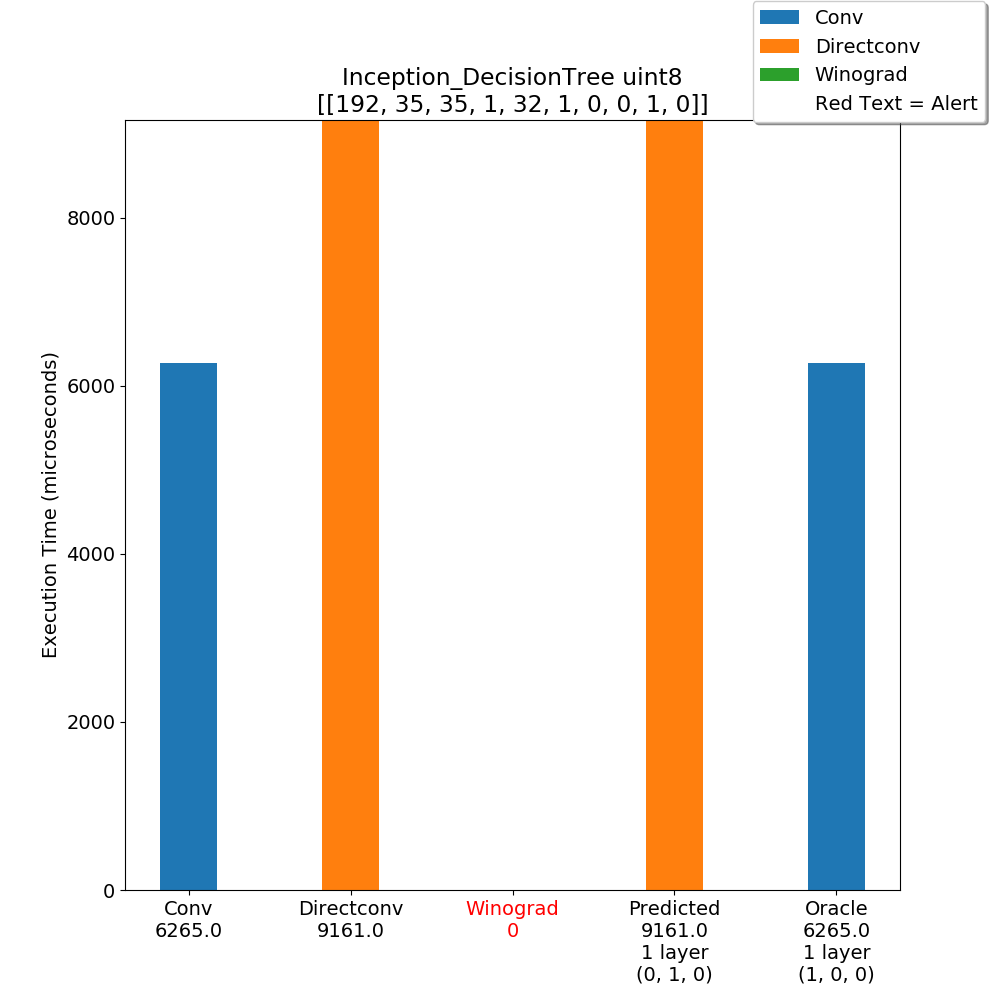 Conv
Directconv
Winograd
Red Text = Alert
Inception_DecisionTree uint8
[[192, 35, 35, 1, 32, 1, 0, 0, 1, 0]]
Execution Time (microseconds)
8000
6000
4000
2000
0
Conv
6265.0
Directconv
9161.0
Winograd
0
Predicted
9161.0
1 layer
(0, 1, 0)
Oracle
6265.0
1 layer
(1, 0, 0)